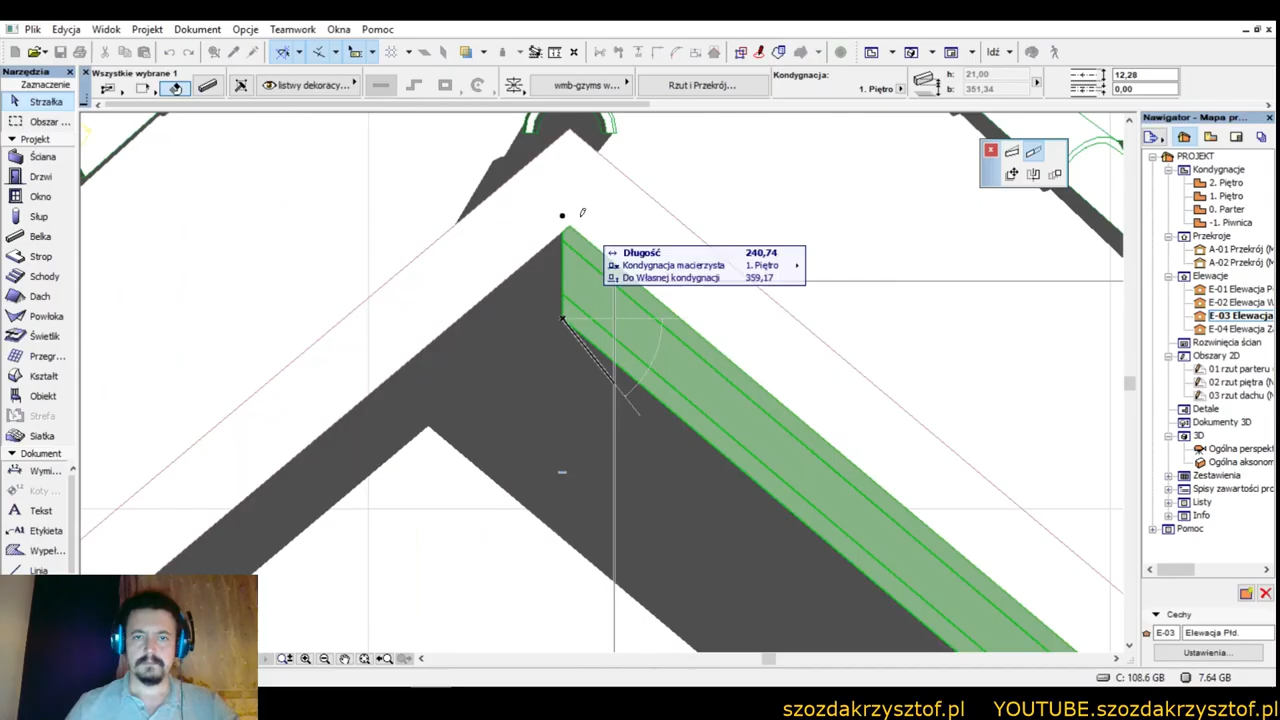 Plik Edycja Widok Projekt Dokument Opcje Teamwork Okna Pomoc
Narzędzia
Zaznaczenie
Strzałka
Obszar ...
Projekt
Ściana
Drzwi
Okno
Słup
Belka
Strop
Schody
Dach
Powłoka
Świetlik
Przegr...
Kształt
Obiekt
Strefa
Siatka
Dokument
Wymi...
Koty ...
Tekst
Etykieta
Wypeł...
Linia
Wszystkie wybrane 1
listwy dekoracy...
wmb-gzyms w...
Rzut i Przekrój...
Kondygnacja:
1. Piętro
h: 21,00
b: 351,34
12,28
0,00
Długość 240,74
Kondygnacja macierzysta 1. Piętro
Do Własnej kondygnacji 359,17
Nawigator - Mapa pr...
PROJEKT
Kondygnacje
2. Piętro
1. Piętro
0. Parter
-1. Piwnica
Przekroje
A-01 Przekrój (M
A-02 Przekrój (M
Elewacje
E-01 Elewacja P
E-02 Elewacja W
E-03 Elewacja
E-04 Elewacja Z
Rozwinięcia ścian
Obszary 2D
01 rzut parteru (
02 rzut piętra (N
03 rzut dachu (N
Detale
Dokumenty 3D
3D
Ogólna perspek
Ogólna aksonom
Zestawienia
Spisy zawartości pro
Listy
Info
Pomoc
Cechy
E-03 Elewacja Płd.
Ustawienia...
C: 108.6 GB 7.64 GB
szozdakrzysztof.pl YOUTUBE.szozdakrzysztof.pl